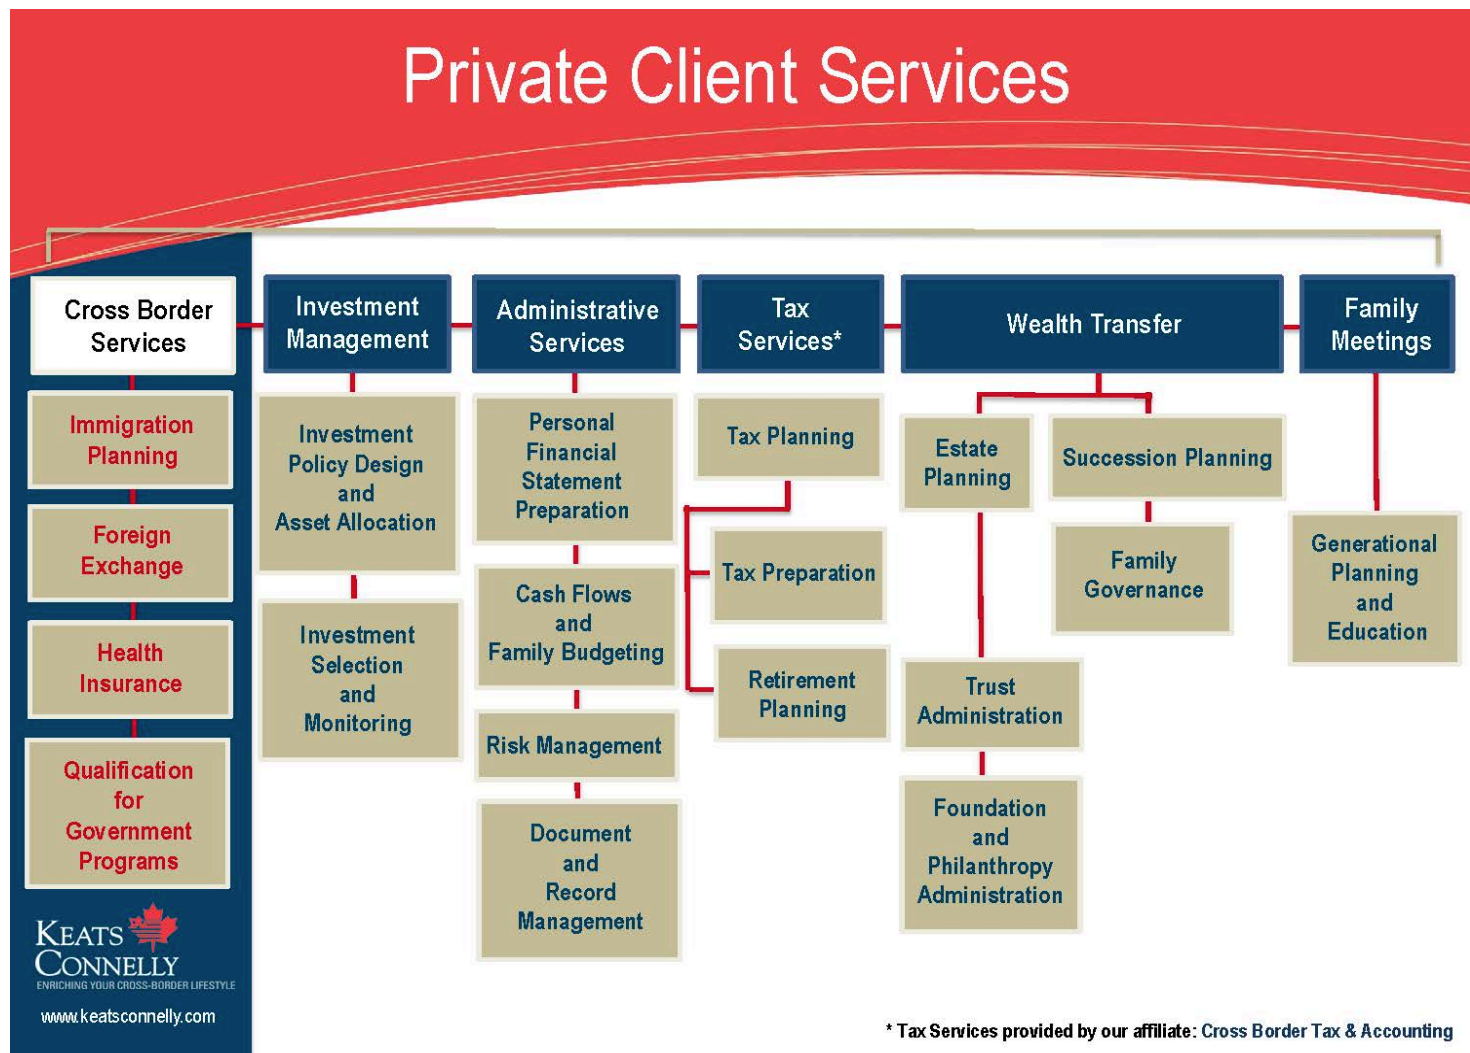 Private Client Services
Cross Border
Services
Investment
Management
Administrative
Services
Tax
Services*
Wealth Transfer
Family
Meetings
Immigration
Planning
Foreign
Exchange
Health
Insurance
Qualification
for
Government
Programs
Investment
Policy Design
and
Asset Allocation
Investment
Selection
and
Monitoring
Personal
Financial
Statement
Preparation
Cash Flows
and
Family Budgeting
Risk Management
Document
and
Record
Management
Tax Planning
Tax Preparation
Retirement
Planning
Estate
Planning
Trust
Administration
Foundation
and
Philanthropy
Administration
Succession Planning
Family
Governance
Generational
Planning
and
Education
KEATS
CONNELLY
ENRICHING YOUR CROSS-BORDER LIFESTYLE
www.keatsconnelly.com
* Tax Services provided by our affiliate: Cross Border Tax & Accounting